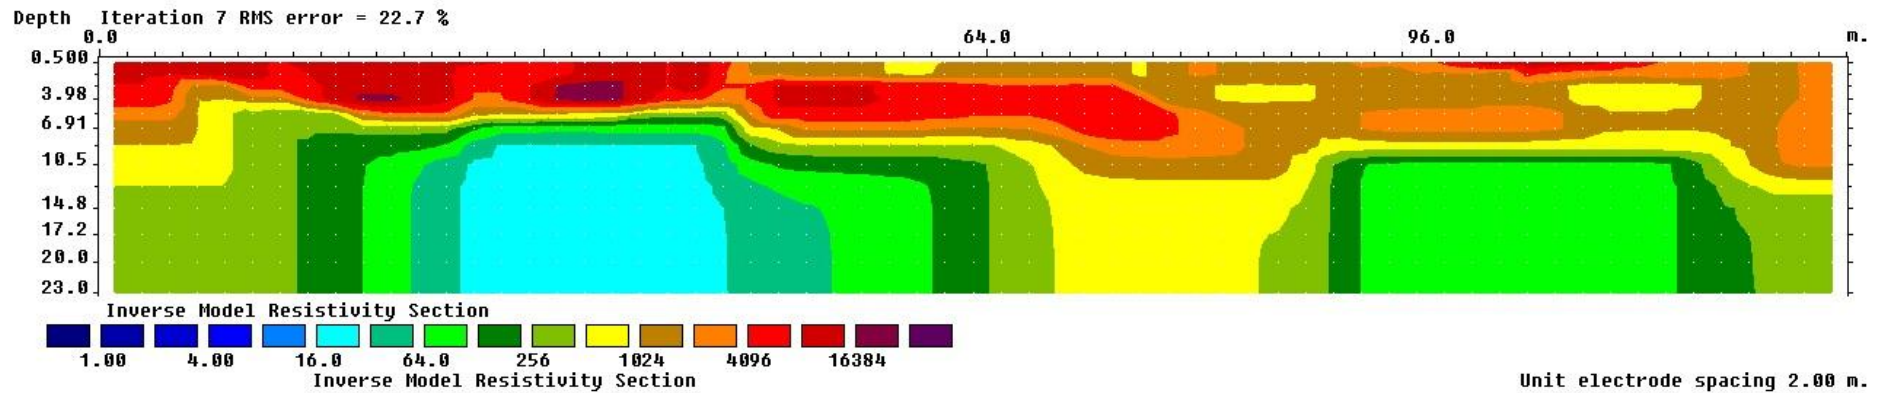 Depth Iteration 7 RMS error = 22.7 %
0.0 64.0 96.0 m.
0.500
3.98
6.91
10.5
14.8
17.2
20.0
23.0
Inverse Model Resistivity Section
1.00 4.00 16.0 64.0 256 1024 4096 16384
Inverse Model Resistivity Section Unit electrode spacing 2.00 m.